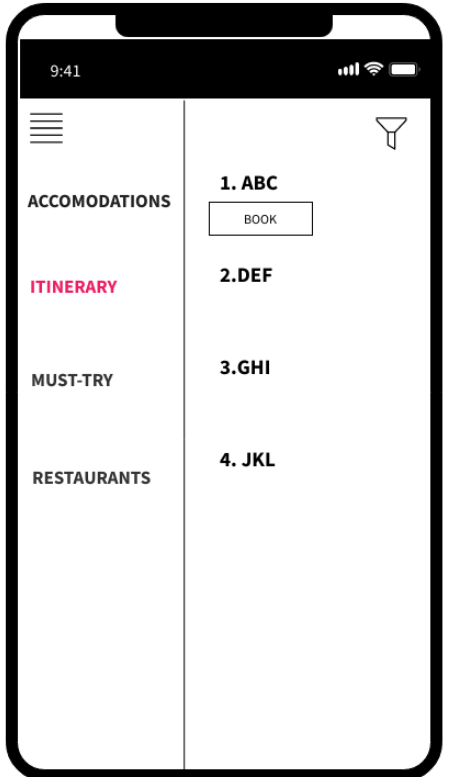 9:41
ACCOMODATIONS
ITINERARY
MUST-TRY
RESTAURANTS
1. ABC
BOOK
2.DEF
3.GHI
4. JKL